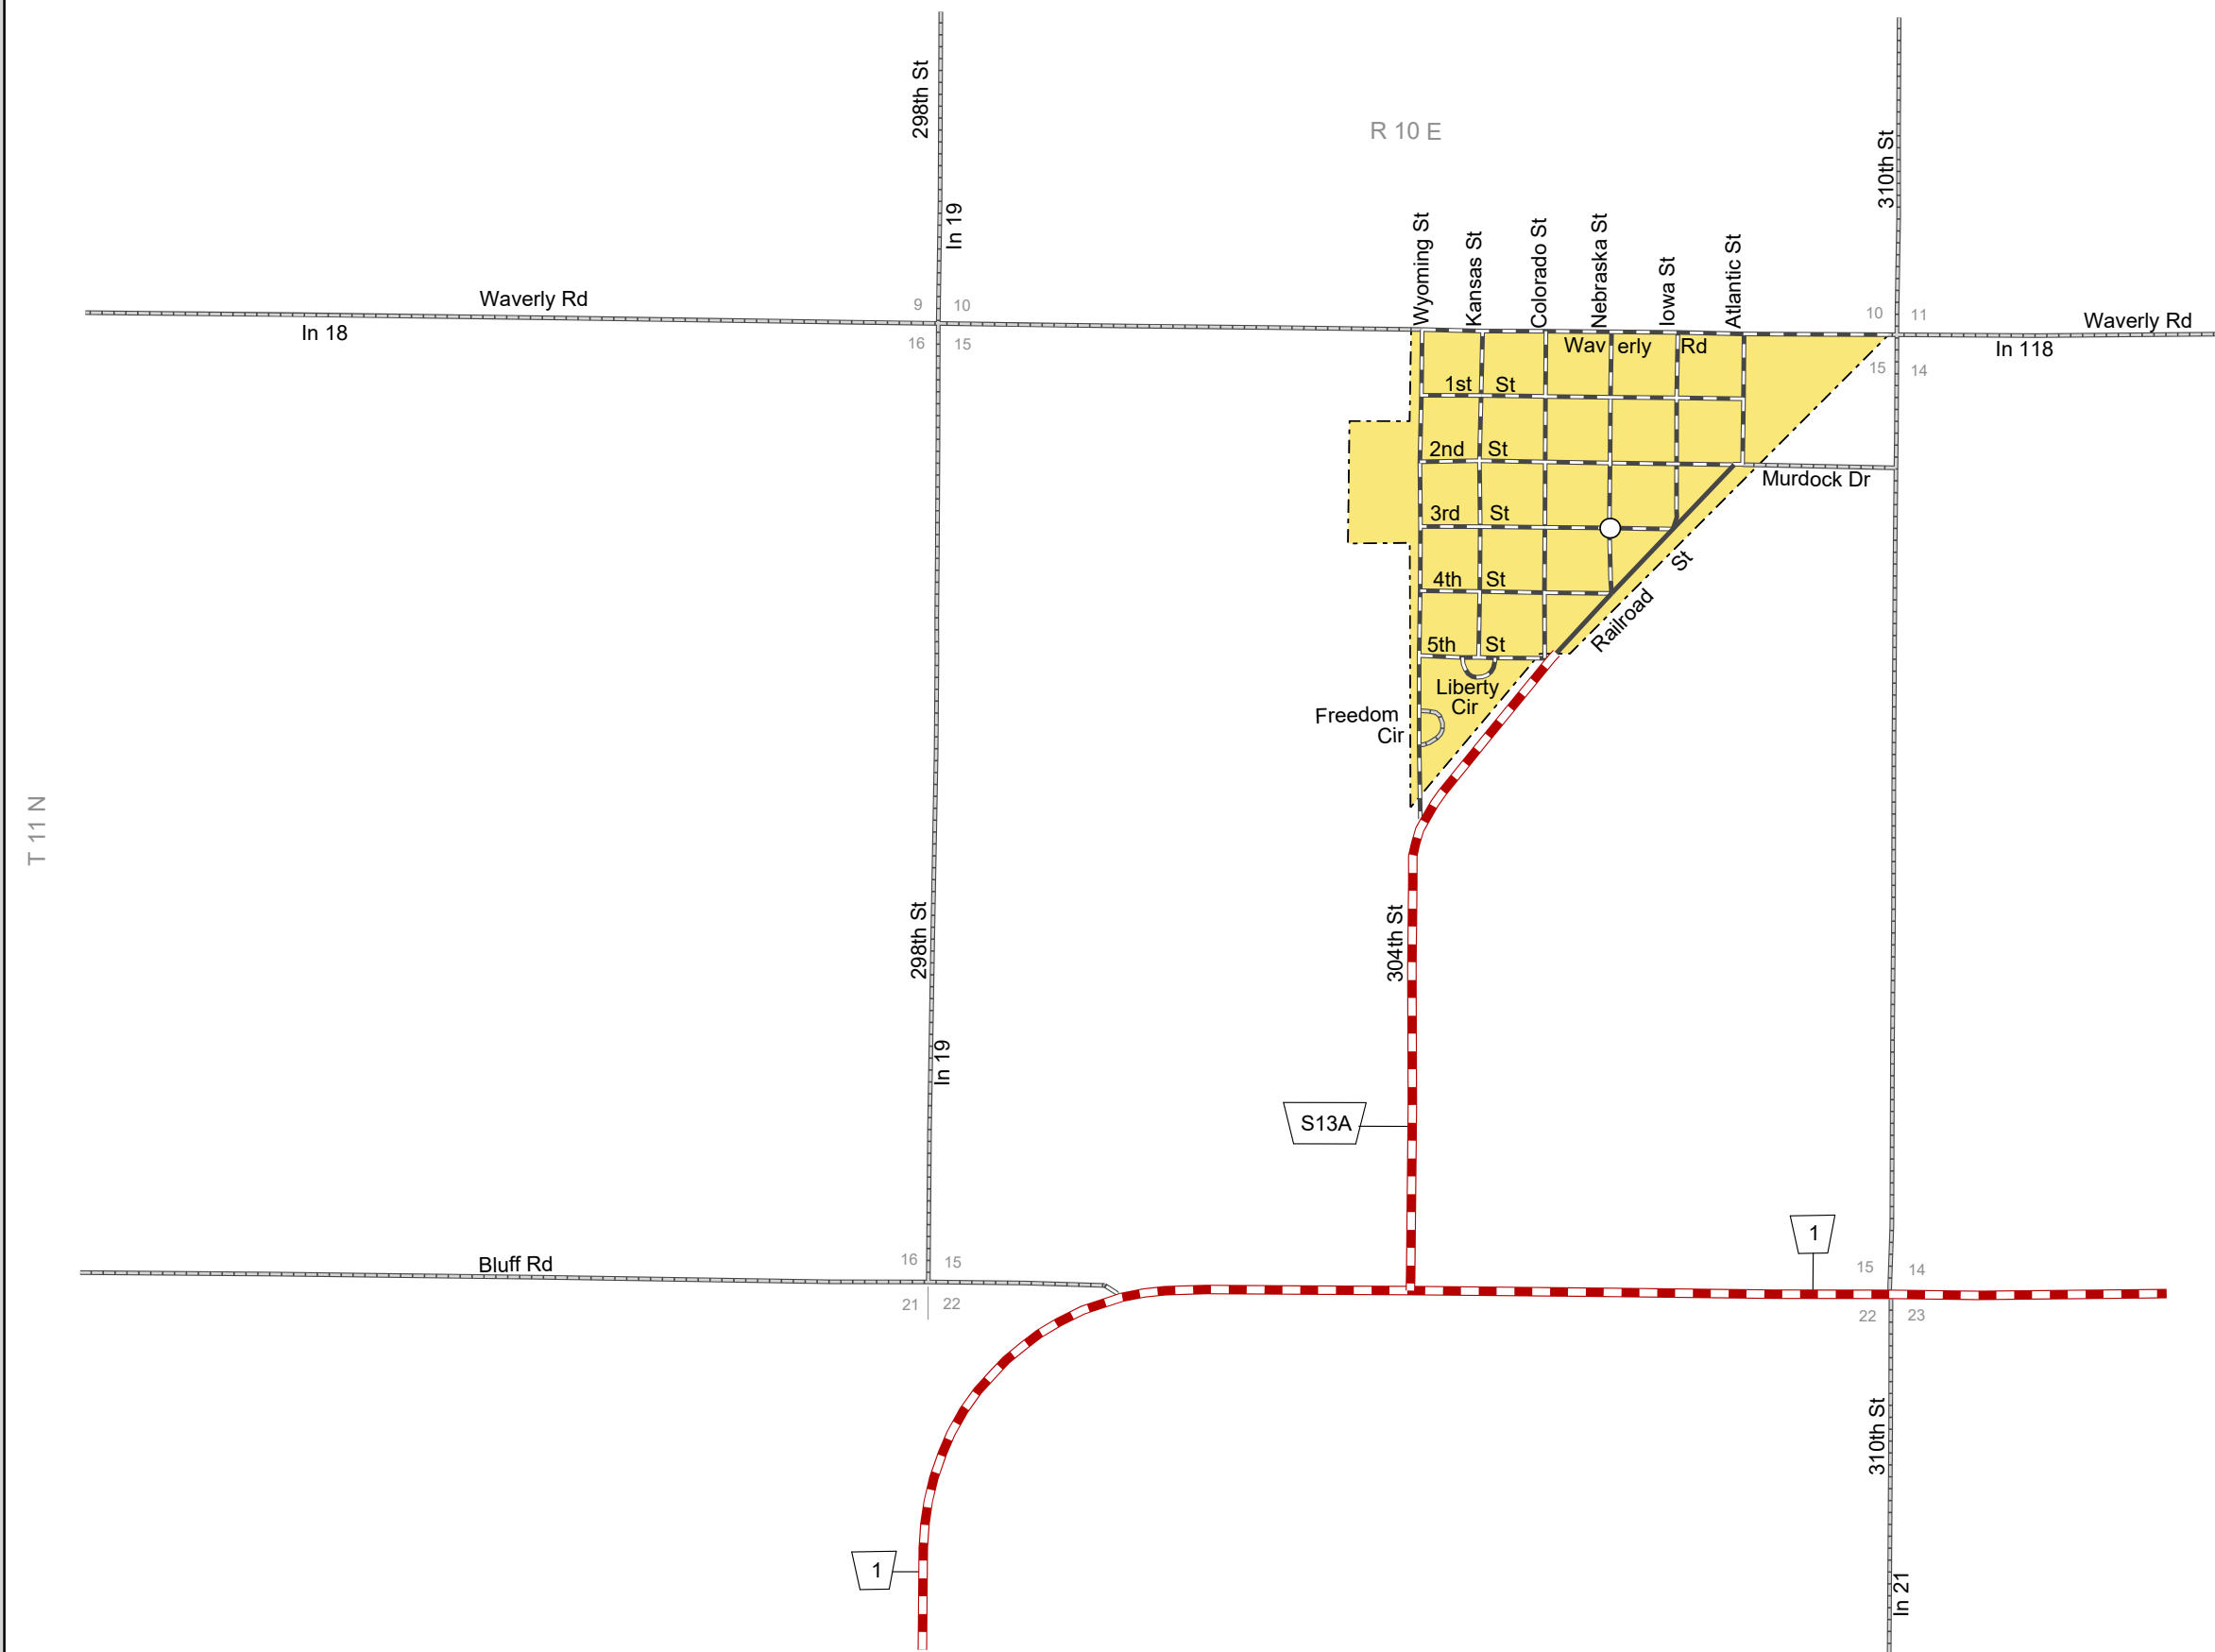 298th St
R 10 E
310th St
In 19
Wyoming St
Kansas St
Colorado St
Nebraska St
Iowa St
Atlantic St
Waverly Rd
In 18
9 10
16 15
10 11
15 14
Waverly Rd
In 118
Wav erly Rd
1st St
2nd St
Murdock Dr
3rd St
4th St
Railroad St
5th St
Liberty
Cir
Freedom
Cir
T 11 N
298th St
304th St
In 19
S13A
1
Bluff Rd
16 15
21 22
15 14
22 23
310th St
1
In 21